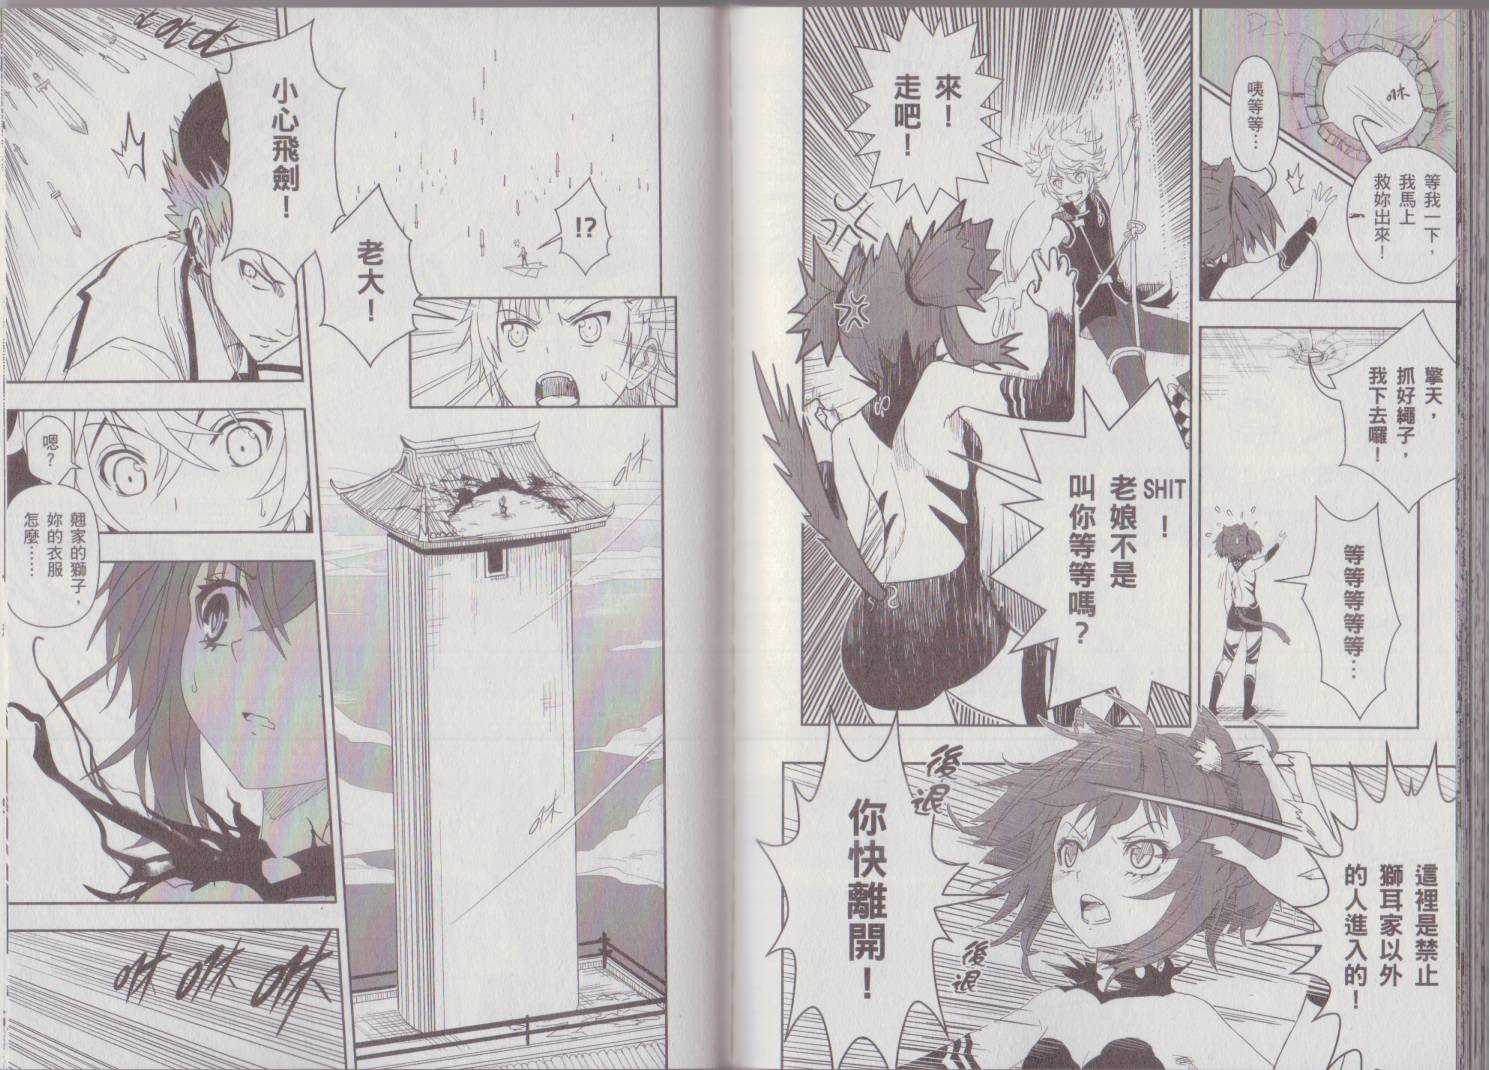 咻
咦等等…
等我一下，
我馬上
救妳出來！
擎天，
抓好繩子，
我下去囉！
等等等等等…
來！
走吧！
SHIT！
老娘不是
叫你等等嗎？
這裡是禁止
獅耳家以外
的人進入的！
後退
後退
你快離開！
!?
老大！
小心飛劍！
咻
咻
嗯？
翹家的獅子，
妳的衣服
怎麼……
咻 咻 咻